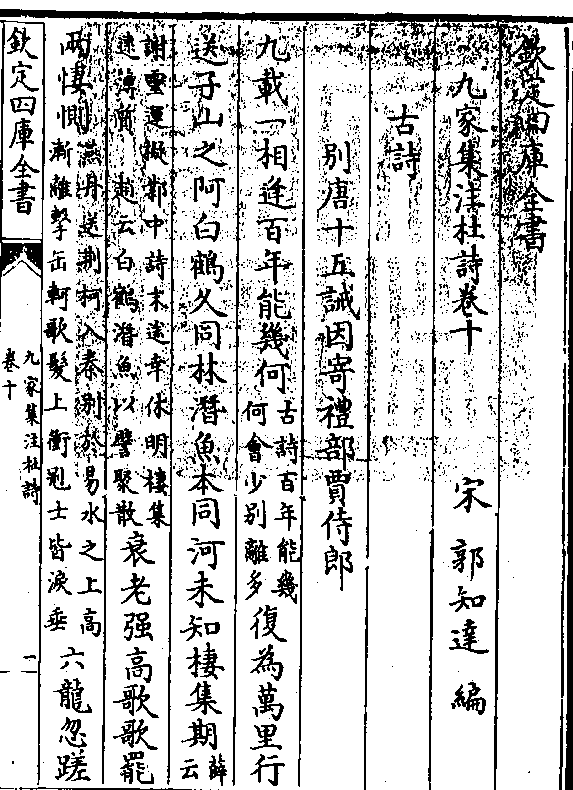 欽定四庫全書
九家集注杜詩卷十　宋　郭知達　編
古詩
别唐十五誡因寄禮部賈侍郎
九載一相逢百年能幾何古詩百年能幾何會少别離多復為萬里行
送子山之阿白鶴久同林潜魚本同河未知棲集期薛云
謝靈運擬鄴中詩末途幸休明棲集建薄質　趙云白鶴潜魚以譬聚散衰老强高歌歌罷
兩悽惻燕丹送荆柯入秦别於易水之上高漸離擊缶軻歌髮上衝冠士皆淚垂六龍忽蹉
欽定四庫全書
九家集注杜詩
卷十
一